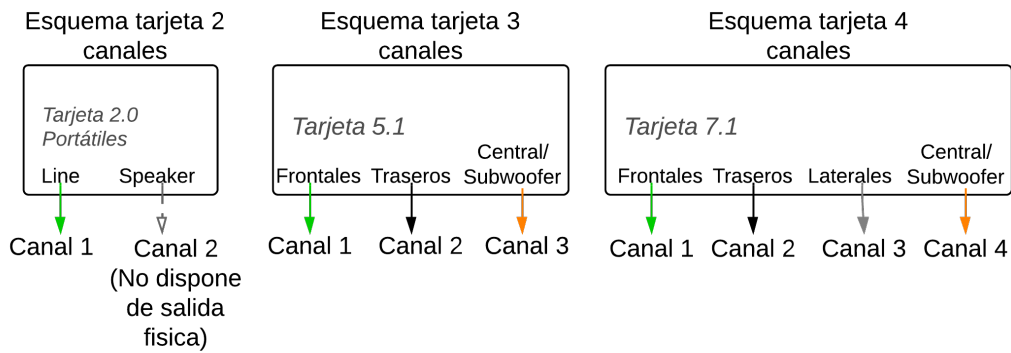 Esquema tarjeta 2
canales
Tarjeta 2.0
Portátiles
Line
Speaker
Canal 1
Canal 2
(No dispone
de salida
fisica)
Esquema tarjeta 3
canales
Tarjeta 5.1
Frontales
Traseros
Central/
Subwoofer
Canal 1
Canal 2
Canal 3
Esquema tarjeta 4
canales
Tarjeta 7.1
Frontales
Traseros
Laterales
Central/
Subwoofer
Canal 1
Canal 2
Canal 3
Canal 4